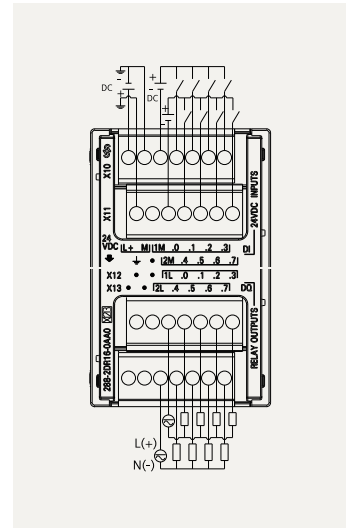 DC
DC
X10
X11
24VDC INPUTS
24
VDC L+ M 1M .0 .1 .2 .3 DI
2M .4 .5 .6 .7
X12 1L .0 .1 .2 .3
X13 2L .4 .5 .6 .7 DQ
RELAY OUTPUTS
288-2DR16-0AA0
L(+)
N(-)